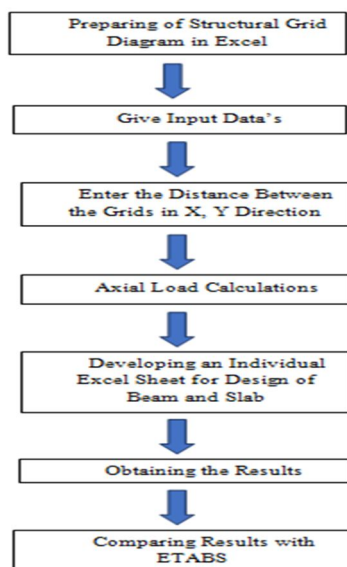 Preparing of Structural Grid
Diagram in Excel
Give Input Data's
Enter the Distance Between
the Grids in X, Y Direction
Axial Load Calculations
Developing an Individual
Excel Sheet for Design of
Beam and Slab
Obtaining the Results
Comparing Results with
ETABS